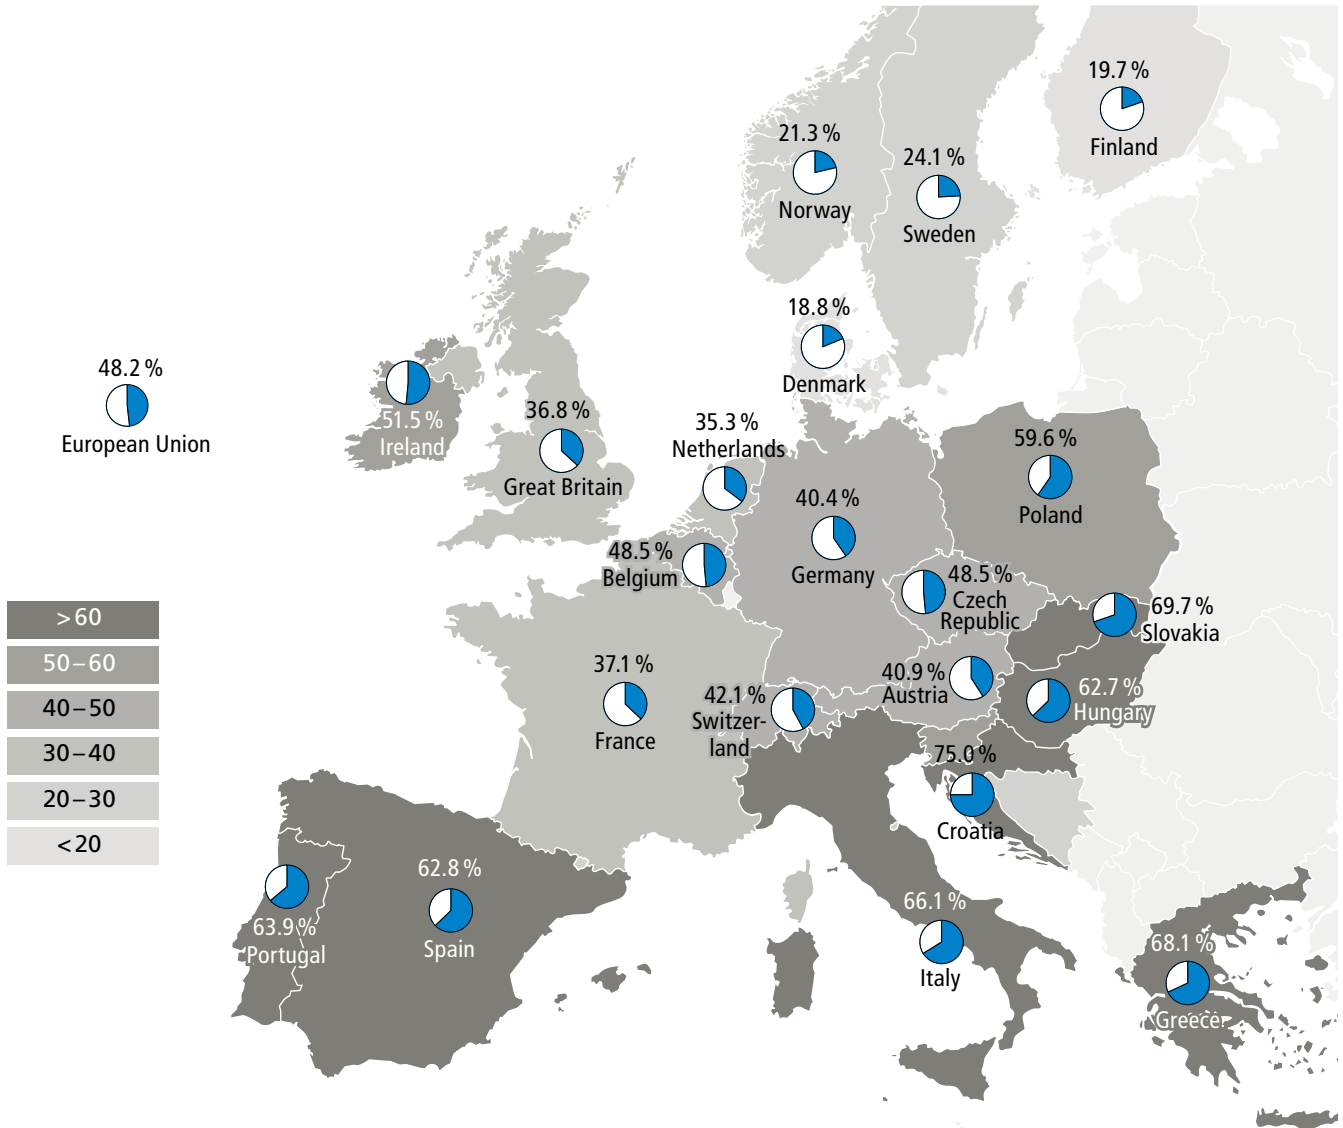 19.7 %
Finland
21.3 %
Norway
24.1 %
Sweden
18.8 %
Denmark
48.2 %
European Union
51.5 %
Ireland
36.8 %
Great Britain
35.3 %
Netherlands
59.6 %
Poland
40.4 %
Germany
48.5 %
Belgium
48.5 %
Czech
Republic
69.7 %
Slovakia
>60
50–60
40–50
30–40
20–30
<20
37.1 %
France
42.1 %
Switzer-
land
40.9 %
Austria
62.7 %
Hungary
75.0 %
Croatia
63.9 %
Portugal
62.8 %
Spain
66.1 %
Italy
68.1 %
Greece